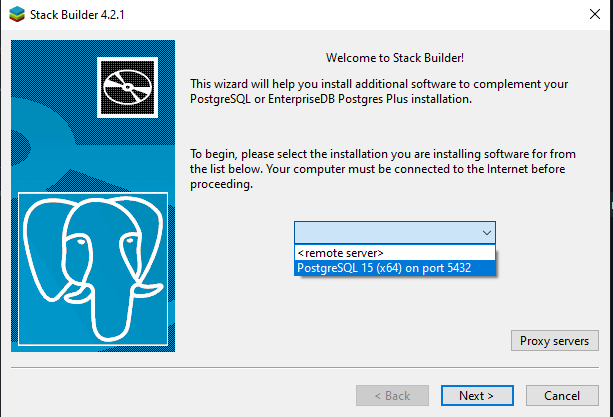 Stack Builder 4.2.1
Welcome to Stack Builder!
This wizard will help you install additional software to complement your
PostgreSQL or EnterpriseDB Postgres Plus installation.
To begin, please select the installation you are installing software for from
the list below. Your computer must be connected to the Internet before
proceeding.
<remote server>
PostgreSQL 15 (x64) on port 5432
Proxy servers
< Back
Next >
Cancel